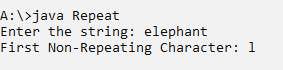 A:\>java Repeat
Enter the string: elephant
First Non-Repeating Character: l